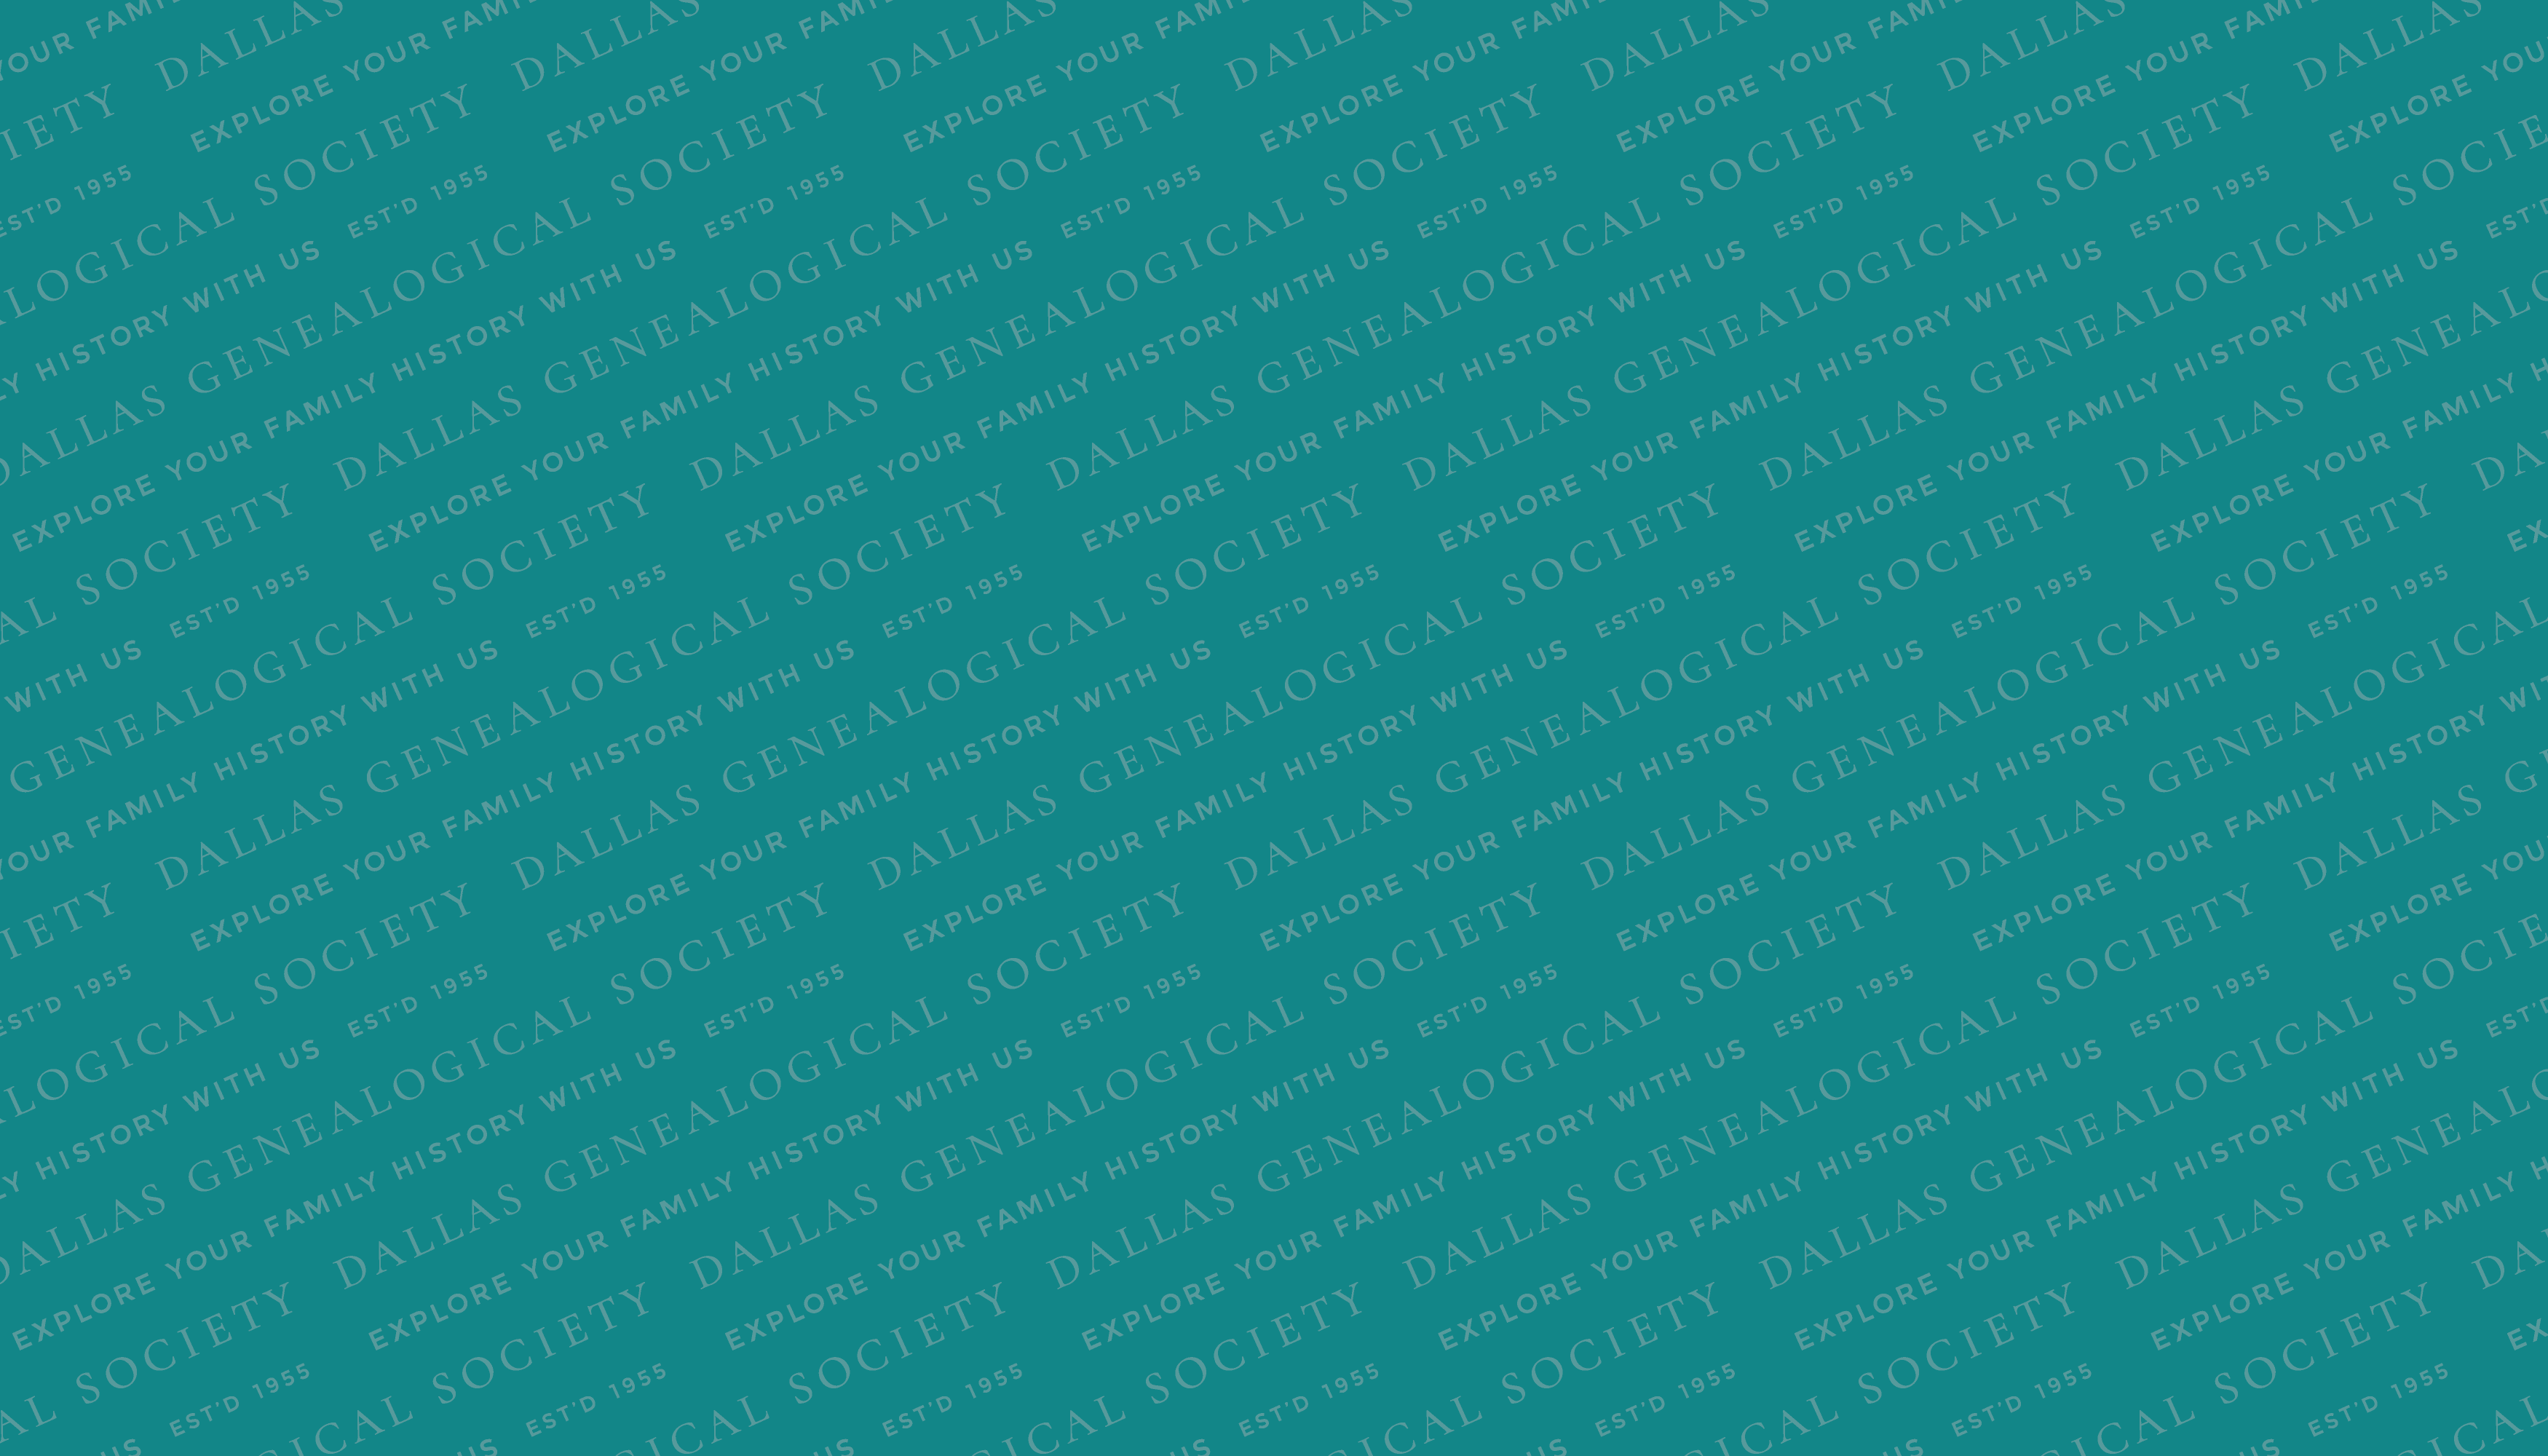 DALLAS GENEALOGICAL SOCIETY
EXPLORE YOUR FAMILY HISTORY WITH US
EST'D 1955